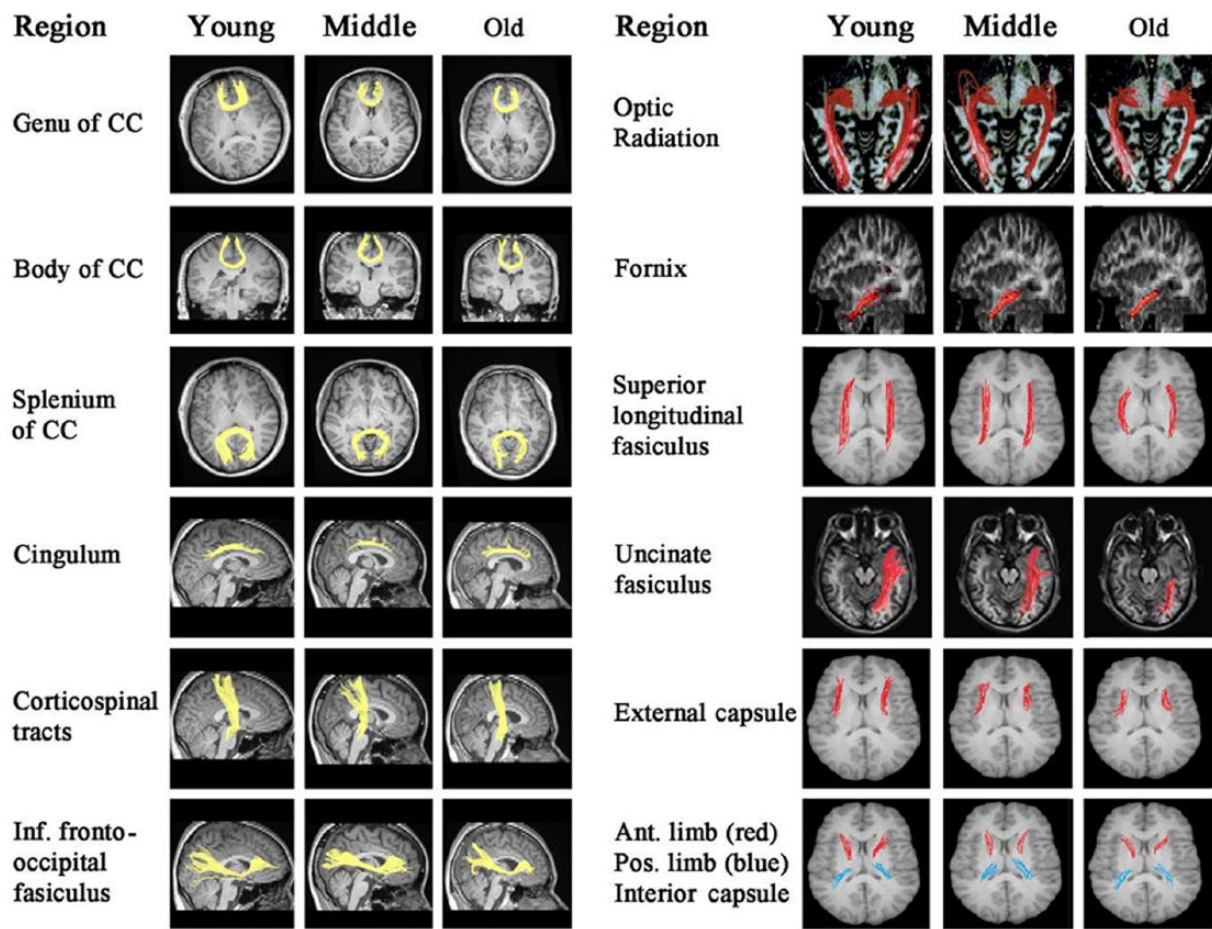 Region Young Middle Old
Genu of CC
Body of CC
Splenium
of CC
Cingulum
Corticospinal
tracts
Inf. fronto-
occipital
fasiculus
Region Young Middle Old
Optic
Radiation
Fornix
Superior
longitudinal
fasiculus
Uncinate
fasiculus
External capsule
Ant. limb (red)
Pos. limb (blue)
Interior capsule